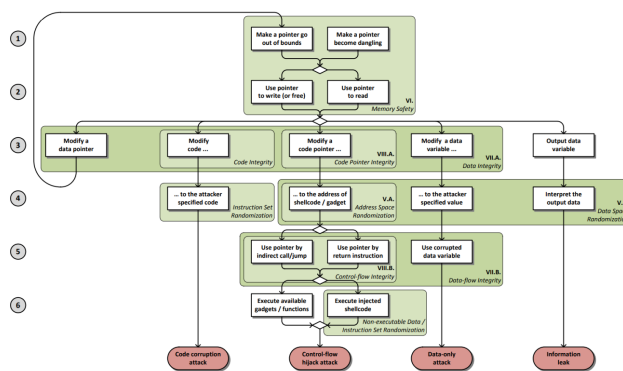 1
Make a pointer go
out of bounds
Make a pointer
become dangling
2
Use pointer
to write (or free)
Use pointer
to read
VI.
Memory Safety
3
Modify a
data pointer
Modify
code ...
Code Integrity
Modify a
code pointer ...
VIII.A.
Code Pointer Integrity
Modify a data
variable ...
VII.A.
Data Integrity
Output data
variable
4
... to the attacker
specified code
Instruction Set
Randomization
... to the address of
shellcode / gadget
V.A.
Address Space
Randomization
... to the attacker
specified value
Interpret the
output data
Data Spac
Randomizatio
5
Use pointer by
indirect call/jump
Use pointer by
return instruction
VIII.B.
Control-flow Integrity
Use corrupted
data variable
VII.B.
Data-flow Integrity
6
Execute available
gadgets / functions
Execute injected
shellcode
Non-executable Data /
Instruction Set Randomization
Code corruption
attack
Control-flow
hijack attack
Data-only
attack
Information
leak